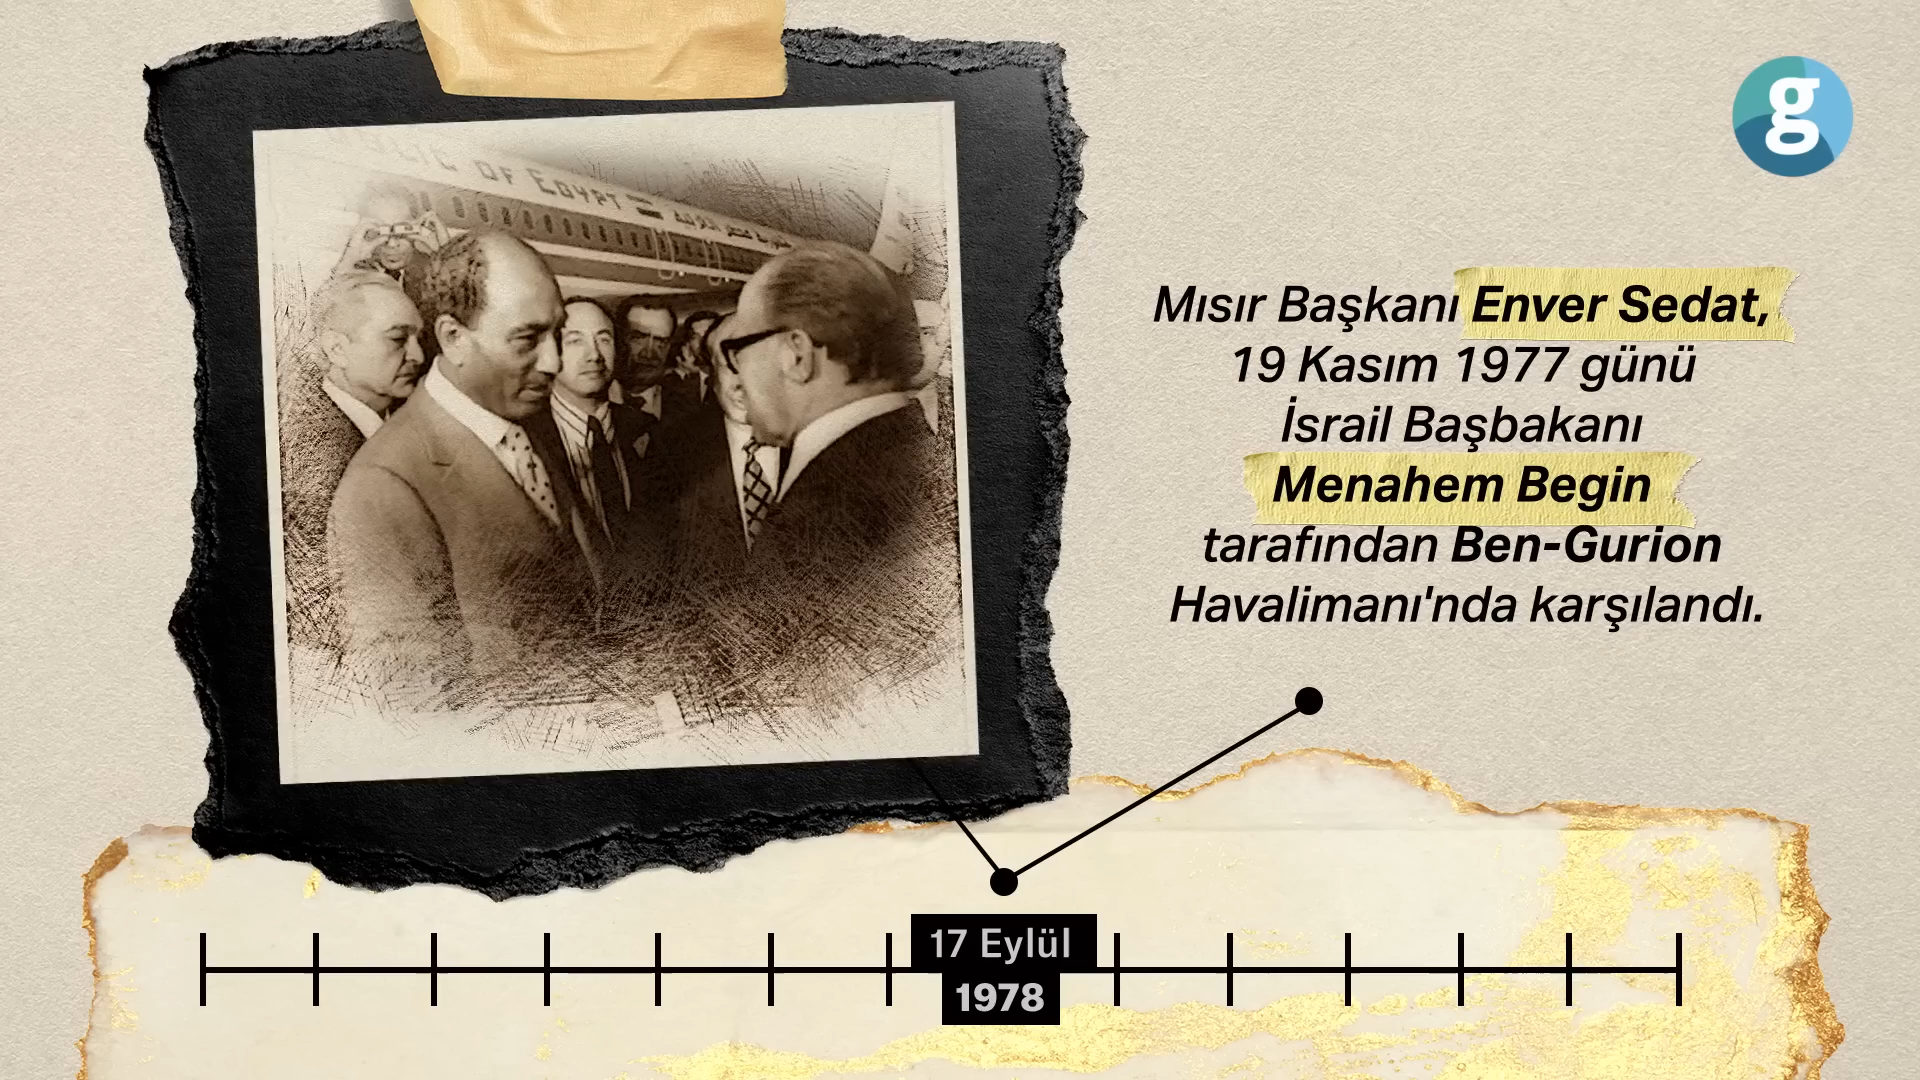 g
IC OF EGYPT
Mısır Başkanı Enver Sedat,
19 Kasım 1977 günü
İsrail Başbakanı
Menahem Begin
tarafından Ben-Gurion
Havalimanı'nda karşılandı.
17 Eylül
1978